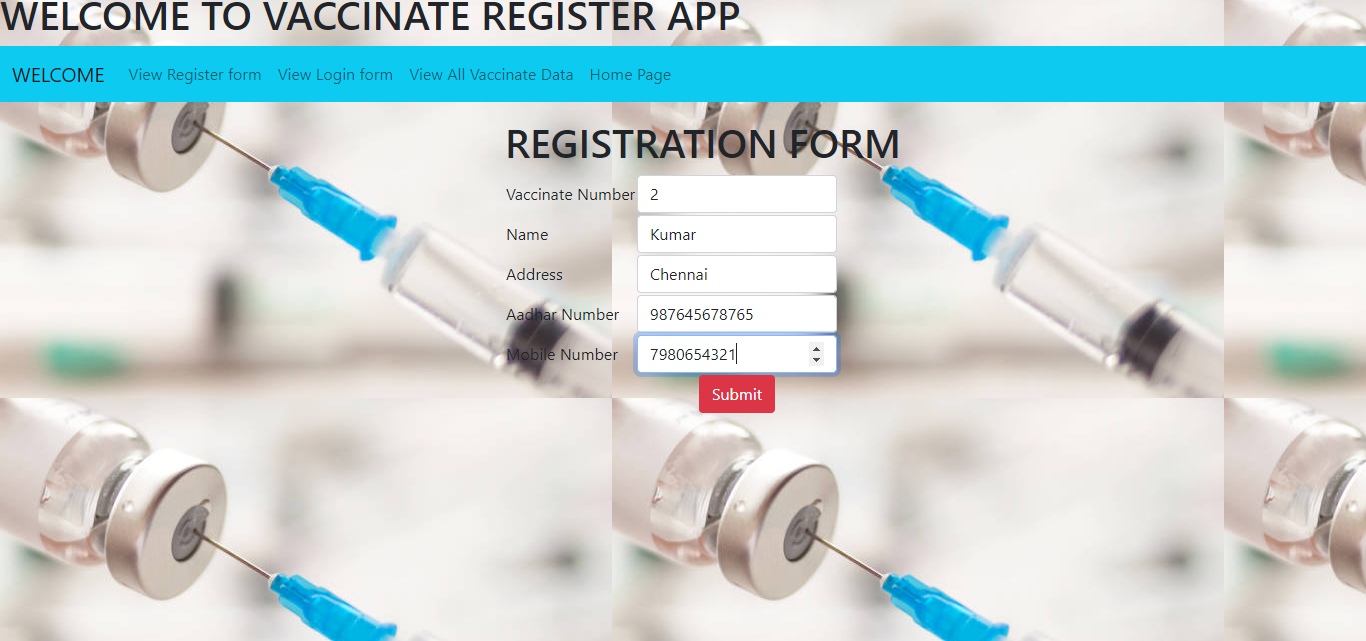 WELCOME TO VACCINATE REGISTER APP
WELCOME View Register form View Login form View All Vaccinate Data Home Page
REGISTRATION FORM
Vaccinate Number 2
Name Kumar
Address Chennai
Aadhar Number 987645678765
Mobile Number 7980654321
Submit